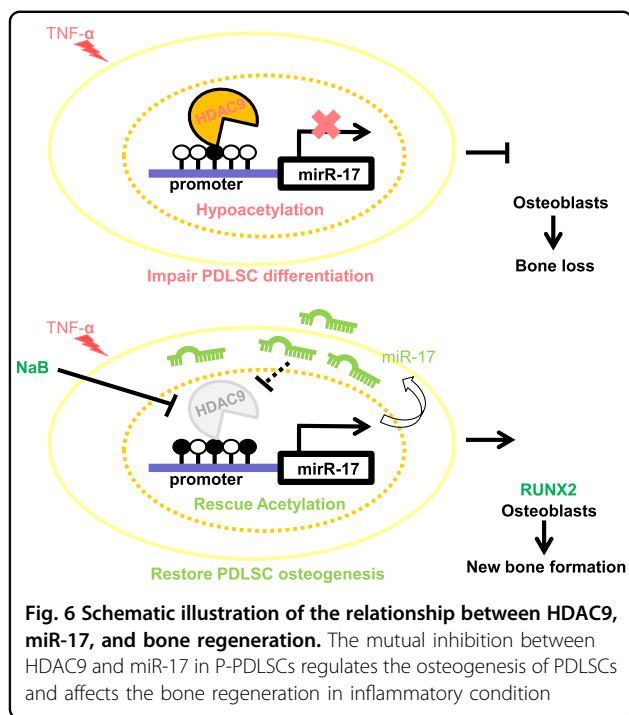 TNF-α
HDAC9
promoter
mirR-17
Hypoacetylation
Impair PDLSC differentiation
Osteoblasts
Bone loss
TNF-α
NaB
miR-17
HDAC9
promoter
mirR-17
Rescue Acetylation
Restore PDLSC osteogenesis
RUNX2
Osteoblasts
New bone formation
Fig. 6 Schematic illustration of the relationship between HDAC9,
miR-17, and bone regeneration. The mutual inhibition between
HDAC9 and miR-17 in P-PDLSCs regulates the osteogenesis of PDLSCs
and affects the bone regeneration in inflammatory condition